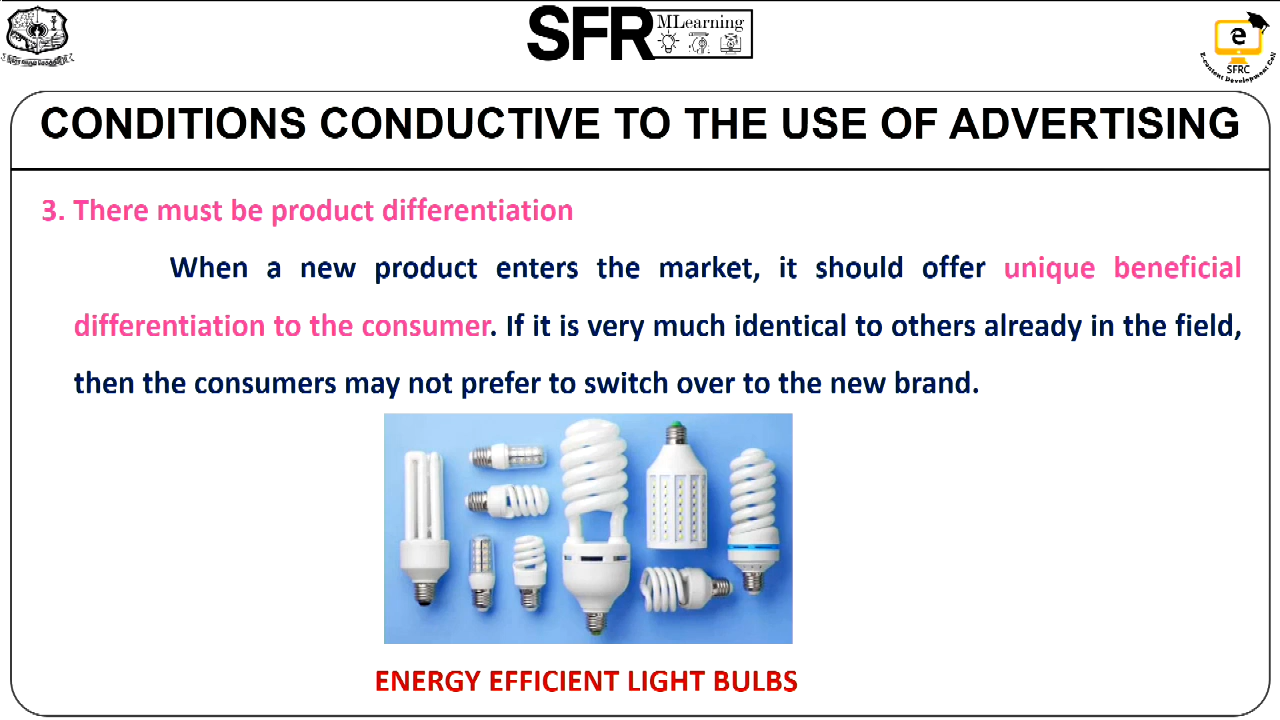 SFR MLearning
e
SFRC
E-content Development Cell
CONDITIONS CONDUCTIVE TO THE USE OF ADVERTISING
3. There must be product differentiation
When a new product enters the market, it should offer unique beneficial
differentiation to the consumer. If it is very much identical to others already in the field,
then the consumers may not prefer to switch over to the new brand.
ENERGY EFFICIENT LIGHT BULBS